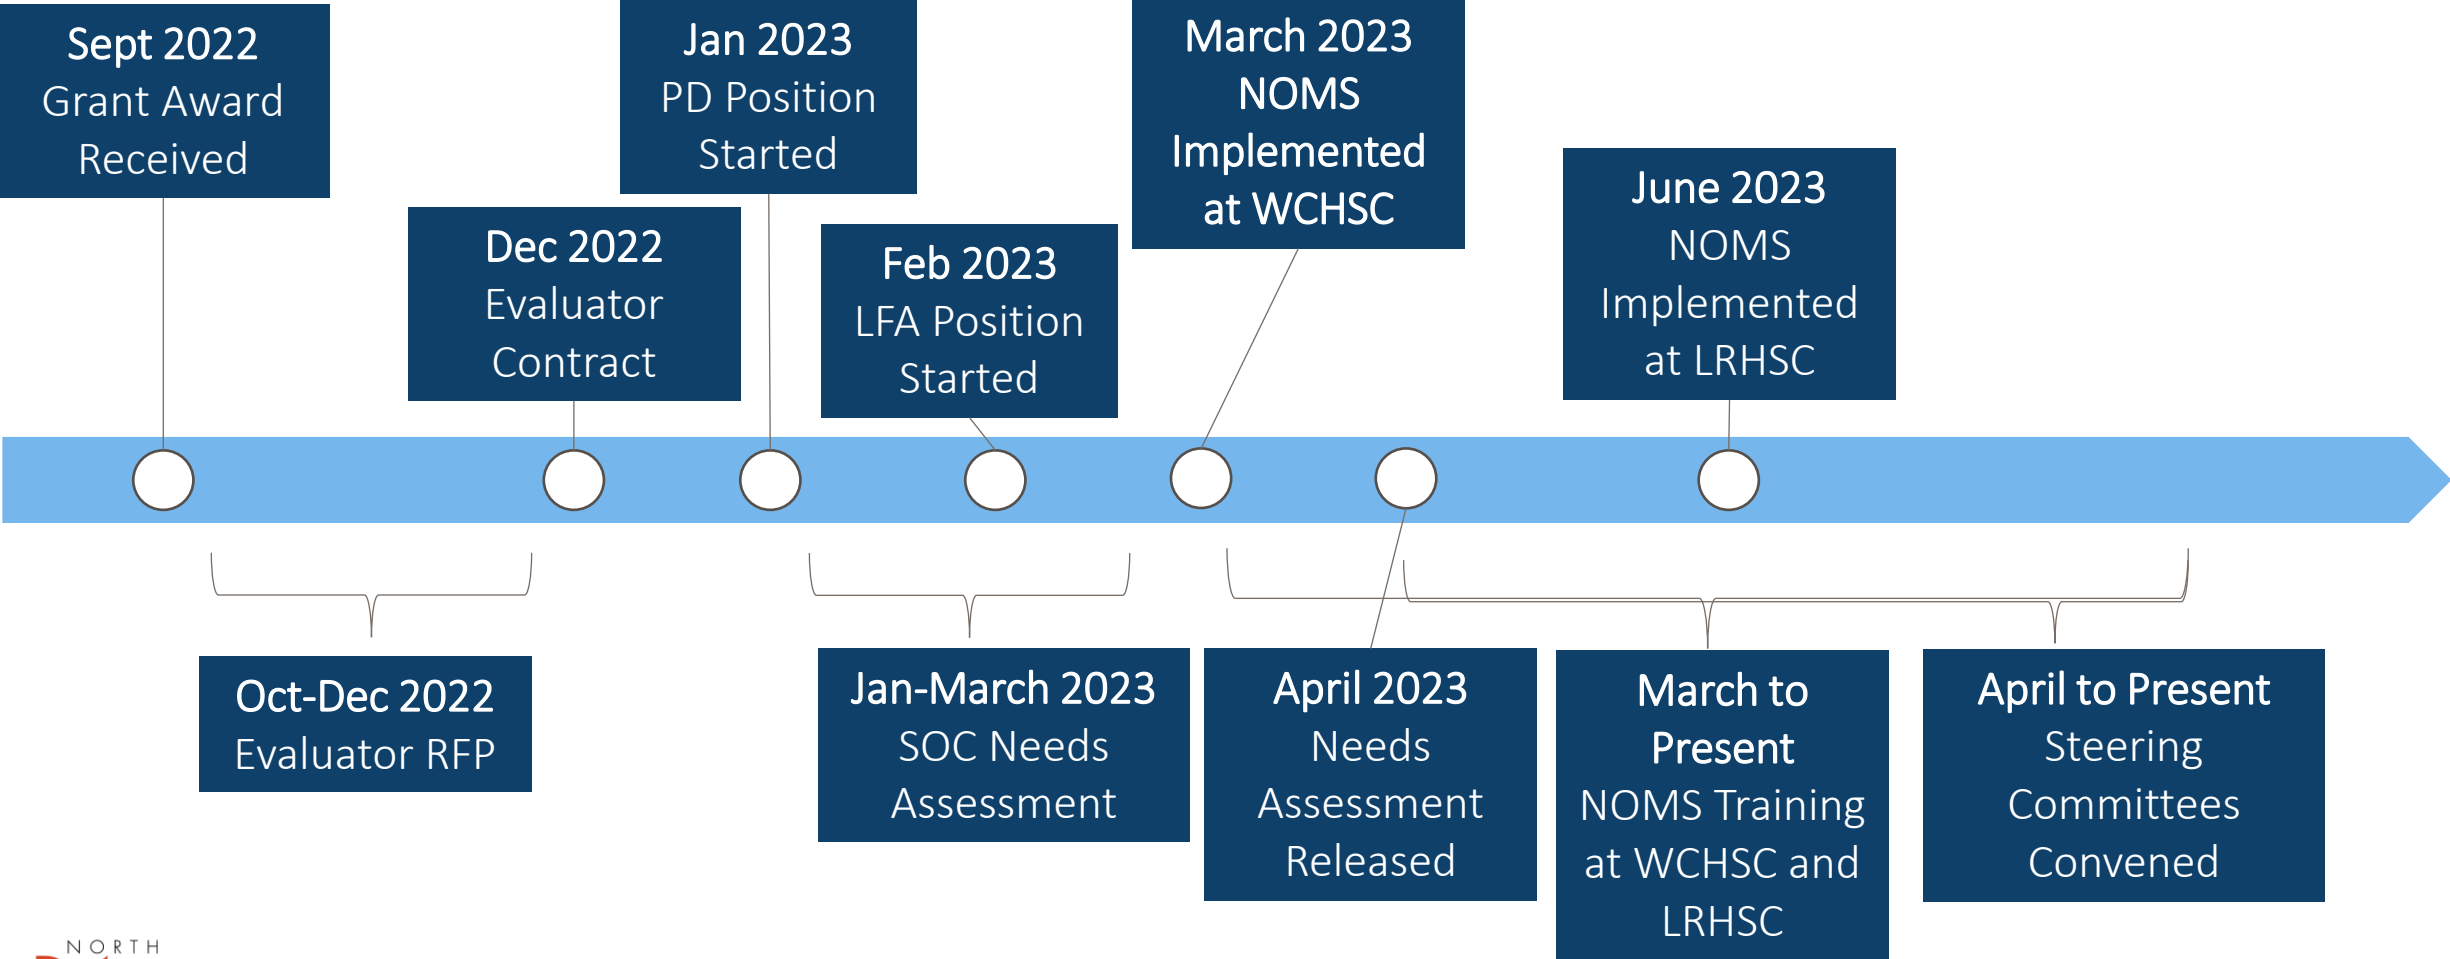 Sept 2022
Grant Award
Received
Dec 2022
Evaluator
Contract
Jan 2023
PD Position
Started
Feb 2023
LFA Position
Started
March 2023
NOMS
Implemented
at WCHSC
June 2023
NOMS
Implemented
at LRHSC
Oct-Dec 2022
Evaluator RFP
Jan-March 2023
SOC Needs
Assessment
April 2023
Needs
Assessment
Released
March to
Present
NOMS Training
at WCHSC and
LRHSC
April to Present
Steering
Committees
Convened
NORTH